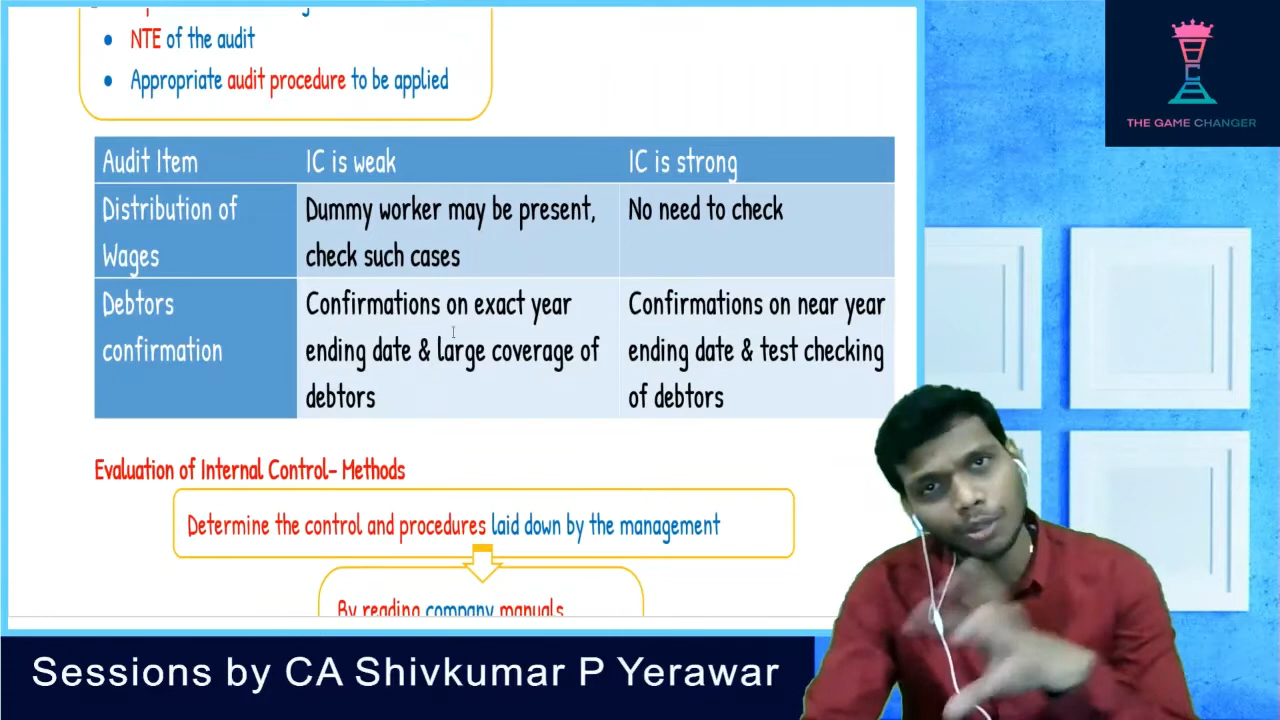 • NTE of the audit
• Appropriate audit procedure to be applied
THE GAME CHANGER
Audit Item IC is weak IC is strong
Distribution of Wages
Dummy worker may be present, check such cases
No need to check
Debtors confirmation
Confirmations on exact year ending date & large coverage of debtors
Confirmations on near year ending date & test checking of debtors
Evaluation of Internal Control- Methods
Determine the control and procedures laid down by the management
By reading company manuals
Sessions by CA Shivkumar P Yerawar